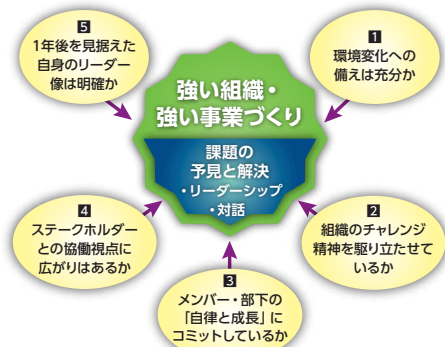 強い組織・
強い事業づくり
課題の
予見と解決
・リーダーシップ
・対話
1
環境変化への
備えは充分か
2
組織のチャレンジ
精神を駆り立たせて
いるか
3
メンバー・部下の
「自律と成長」に
コミットしているか
4
ステークホルダー
との協働視点に
広がりはあるか
5
1年後を見据えた
自身のリーダー
像は明確か